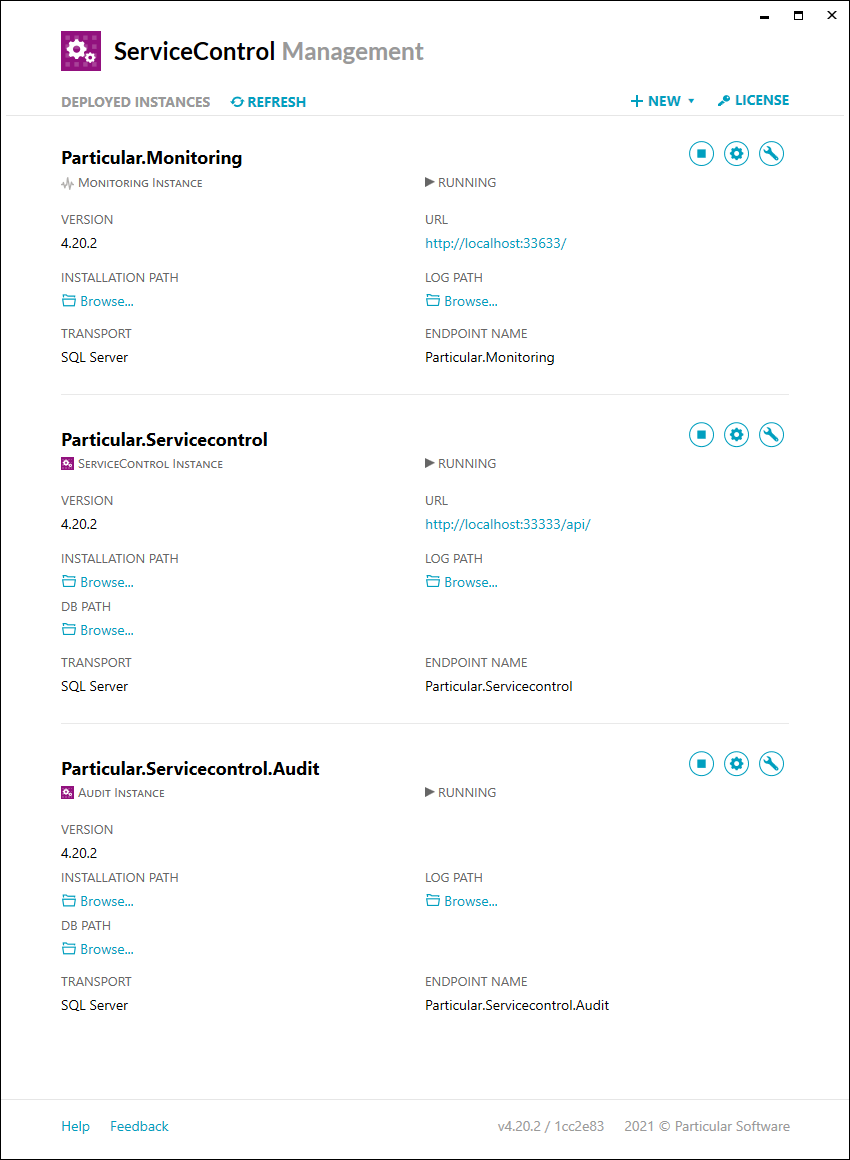 ServiceControl Management
DEPLOYED INSTANCES REFRESH NEW LICENSE
Particular.Monitoring
Monitoring Instance RUNNING
VERSION URL
4.20.2 http://localhost:33633/
INSTALLATION PATH LOG PATH
Browse... Browse...
TRANSPORT ENDPOINT NAME
SQL Server Particular.Monitoring
Particular.Servicecontrol
ServiceControl Instance RUNNING
VERSION URL
4.20.2 http://localhost:33333/api/
INSTALLATION PATH LOG PATH
Browse... Browse...
DB PATH
Browse...
TRANSPORT ENDPOINT NAME
SQL Server Particular.Servicecontrol
Particular.Servicecontrol.Audit
Audit Instance RUNNING
VERSION
4.20.2
INSTALLATION PATH LOG PATH
Browse... Browse...
DB PATH
Browse...
TRANSPORT ENDPOINT NAME
SQL Server Particular.Servicecontrol.Audit
Help Feedback v4.20.2 / 1cc2e83 2021 © Particular Software